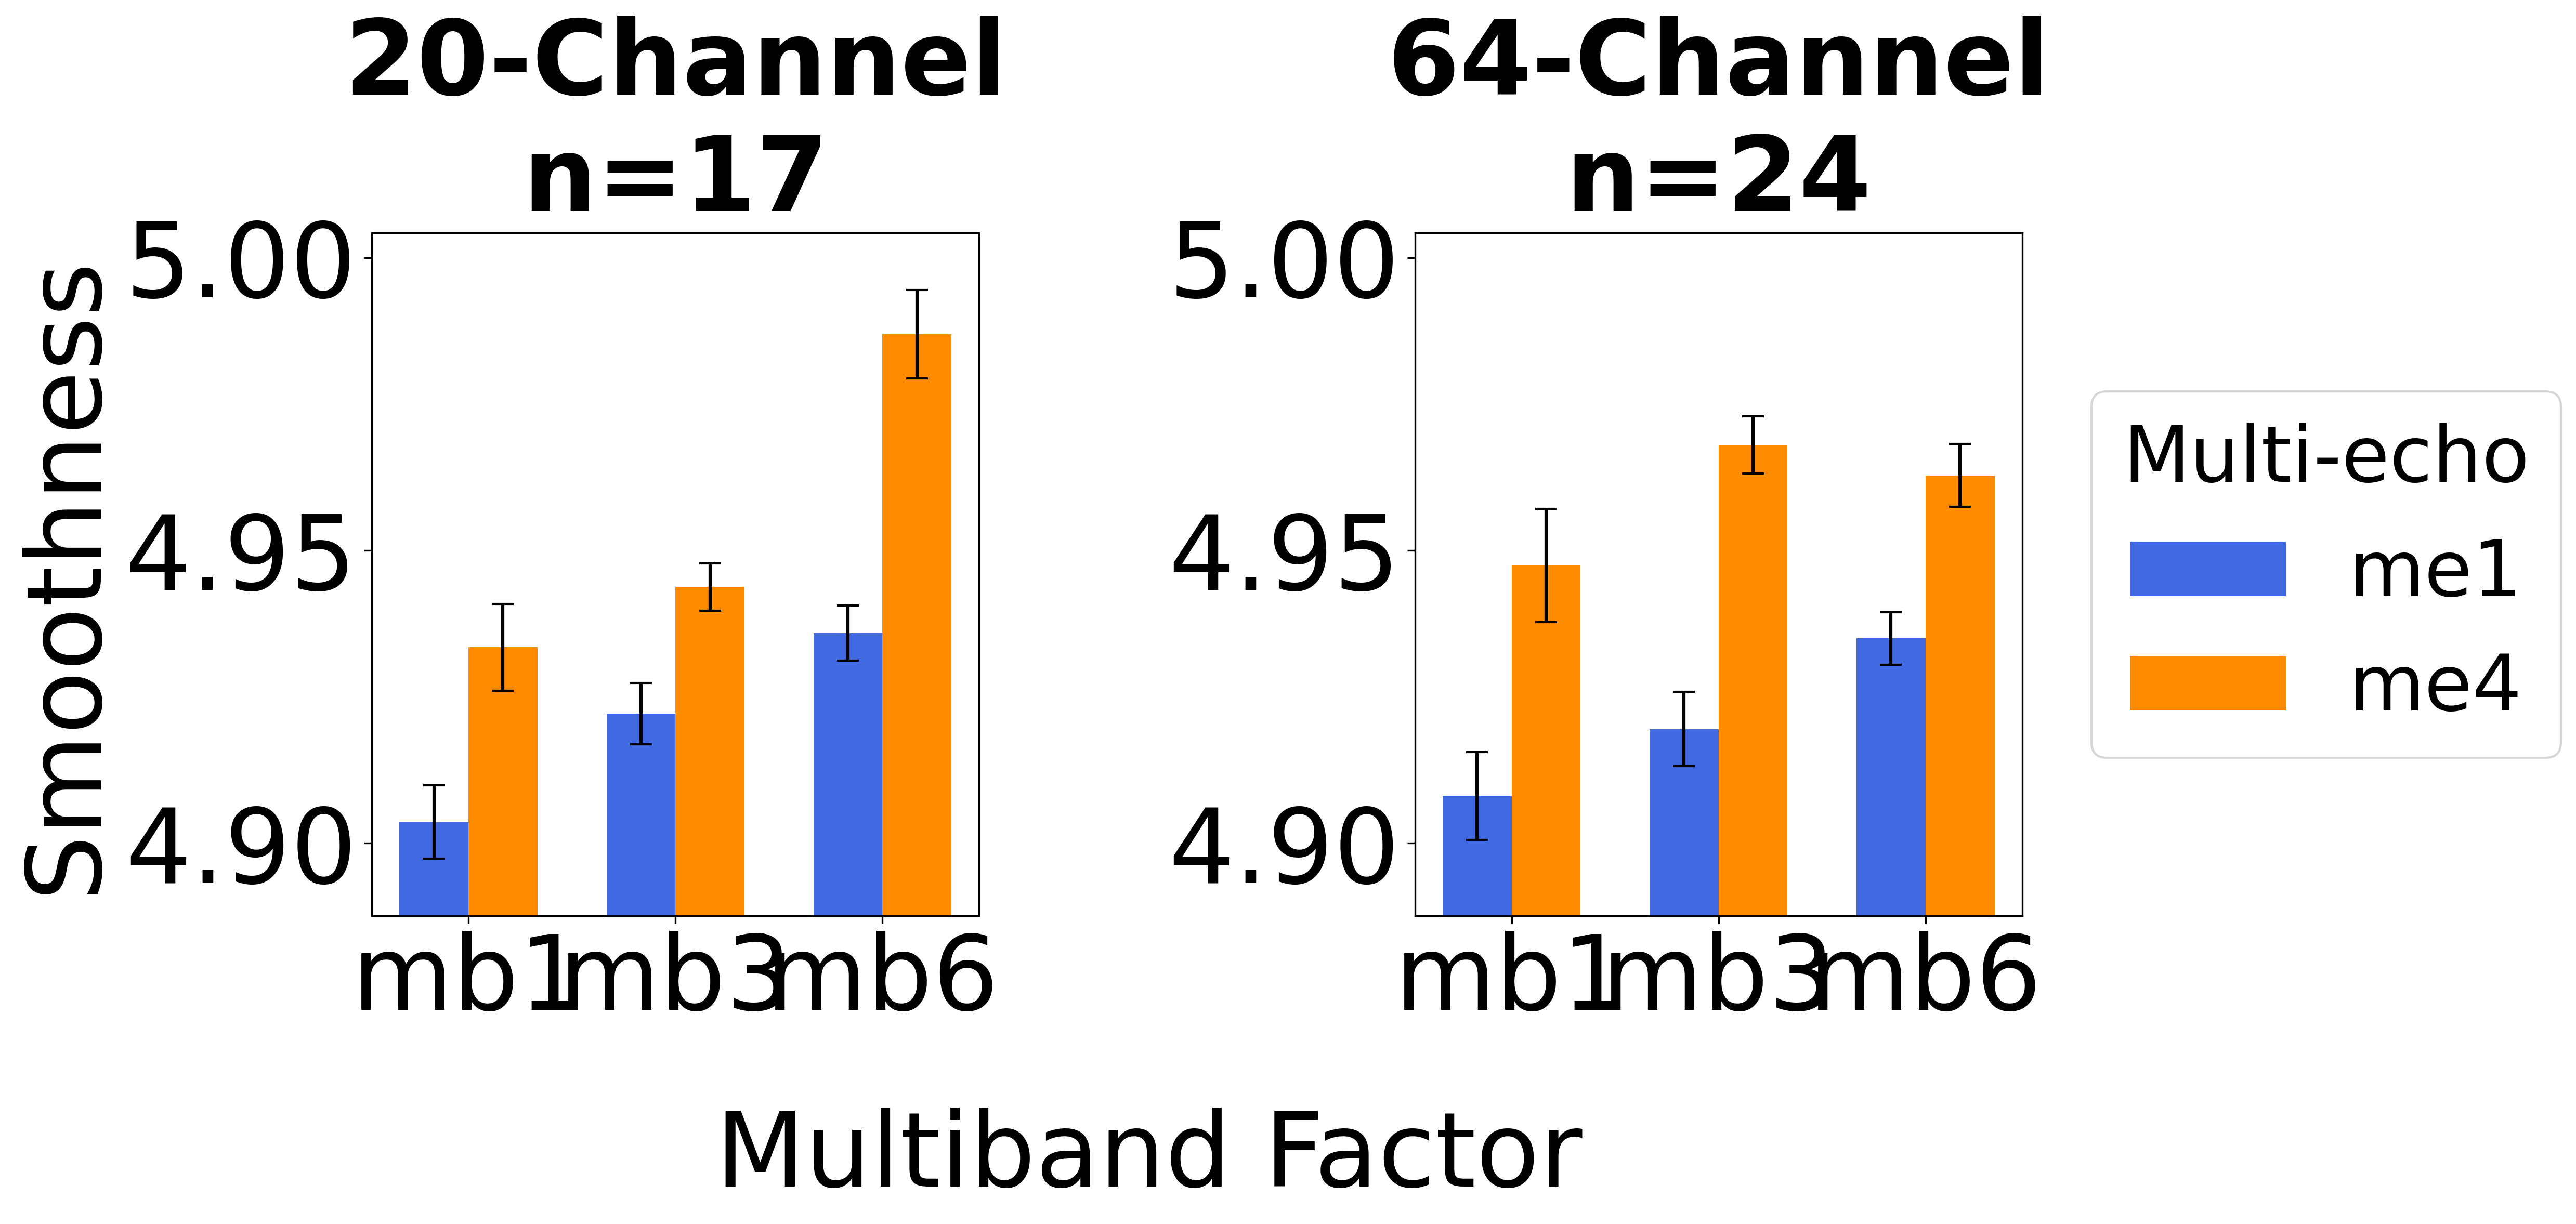 20-Channel
n=17
64-Channel
n=24
Smoothness
5.00
4.95
4.90
mb1
mb3
mb6
5.00
4.95
4.90
mb1
mb3
mb6
Multi-echo
me1
me4
Multiband Factor